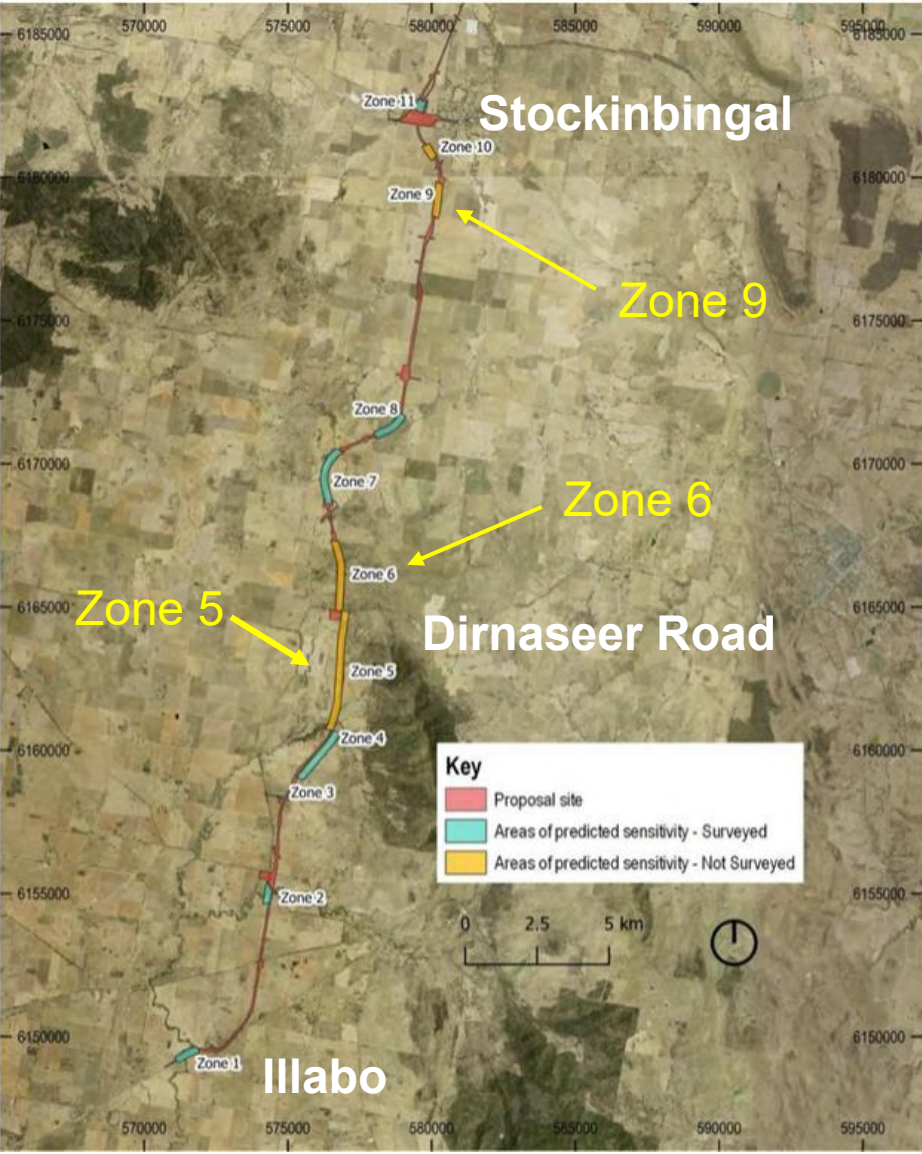 570000 575000 580000 585000 590000 595000
6185000 6185000
Zone 11
Stockinbingal
Zone 10
6180000 6180000
Zone 9
Zone 9
6175000 6175000
Zone 8
6170000 6170000
Zone 7
Zone 6
Zone 6
6165000 6165000
Zone 5
Dirnaseer Road
Zone 5
Zone 4
6160000 6160000
Key
Proposal site
Areas of predicted sensitivity - Surveyed
Areas of predicted sensitivity - Not Surveyed
Zone 3
6155000 6155000
Zone 2
0 2.5 5 km
6150000 6150000
Zone 1
Illabo
570000 575000 580000 585000 590000 595000